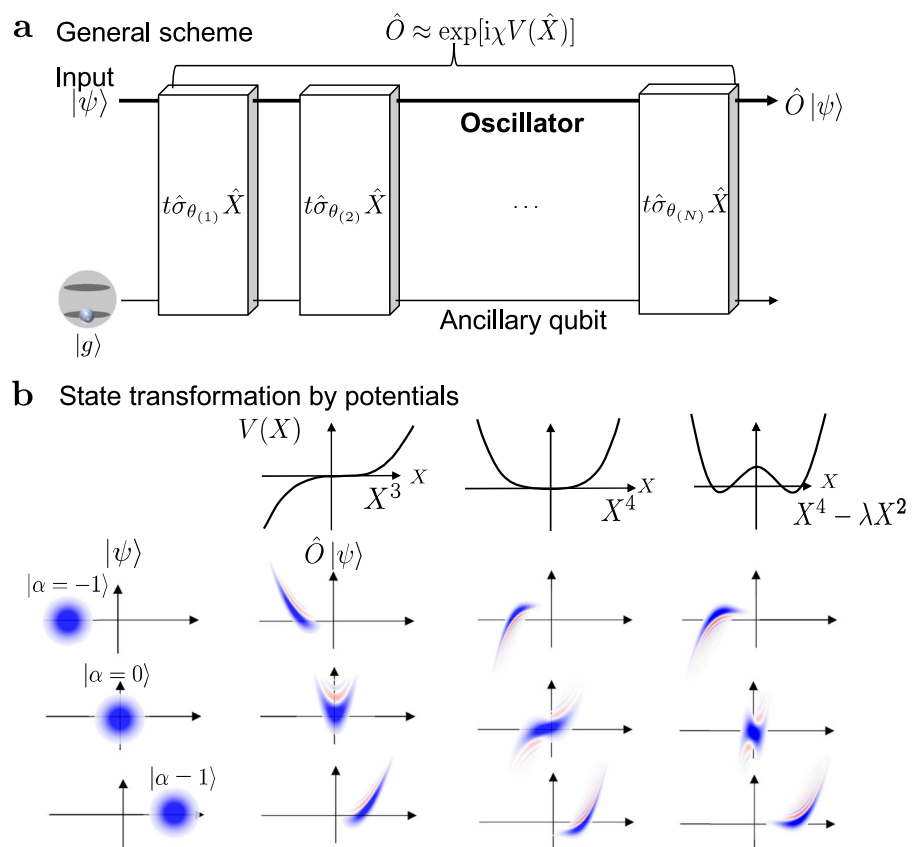 a General scheme
Ô ≈ exp[iχV(X̂)]
Input
|ψ⟩
Ô |ψ⟩
Oscillator
tσ̂θ(1) X̂ tσ̂θ(2) X̂ ... tσ̂θ(N) X̂
Ancillary qubit
|g⟩
b State transformation by potentials
V(X)
X X X
X³ X⁴ X⁴ − λX²
|ψ⟩ Ô |ψ⟩
|α = −1⟩
|α = 0⟩
|α − 1⟩